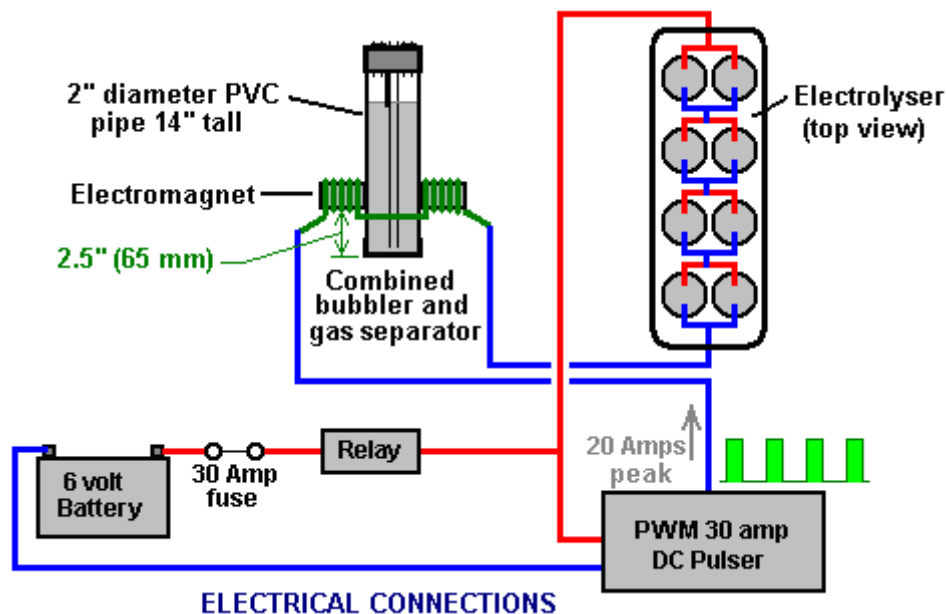 2" diameter PVC
pipe 14" tall
Electrolyser
(top view)
Electromagnet
2.5" (65 mm)
Combined
bubbler and
gas separator
20 Amps
peak
Relay
30 Amp
fuse
6 volt
Battery
PWM 30 amp
DC Pulser
ELECTRICAL CONNECTIONS